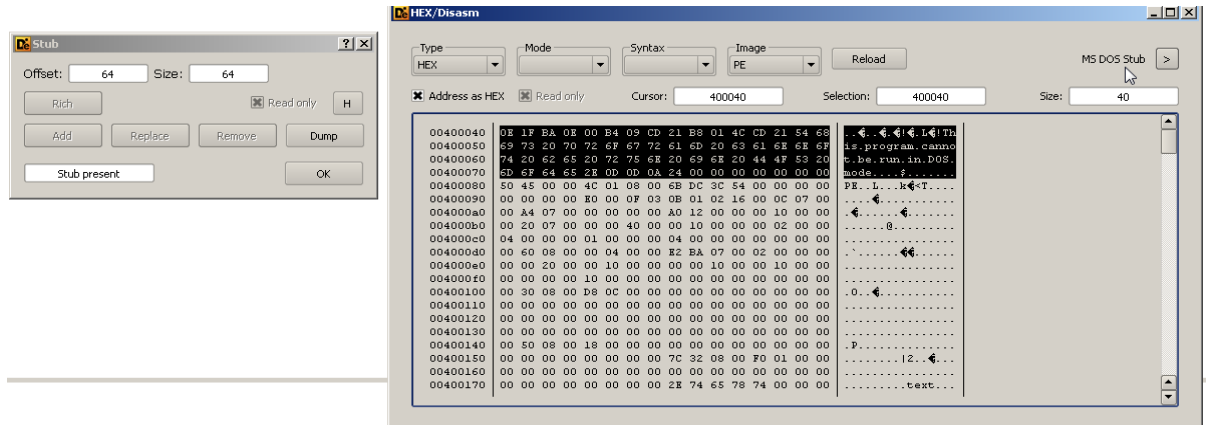 Stub
Offset: 64 Size: 64
Rich Read only H
Add Replace Remove Dump
Stub present OK
HEX/Disasm
Type Mode Syntax Image
HEX PE Reload MS DOS Stub >
Address as HEX Read only Cursor: 400040 Selection: 400040 Size: 40
00400040 0E 1F BA 0E 00 B4 09 CD 21 B8 01 4C CD 21 54 68 ..�..�.�!�.L�!Th
00400050 69 73 20 70 72 6F 67 72 61 6D 20 63 61 6E 6E 6F is.program.canno
00400060 74 20 62 65 20 72 75 6E 20 69 6E 20 44 4F 53 20 t.be.run.in.DOS.
00400070 6D 6F 64 65 2E 0D 0D 0A 24 00 00 00 00 00 00 00 mode....$.......
00400080 50 45 00 00 4C 01 08 00 6B DC 3C 54 00 00 00 00 PE..L...k�<T....
00400090 00 00 00 00 E0 00 0F 03 0B 01 02 16 00 0C 07 00 ....�...........
004000a0 00 A4 07 00 00 00 00 00 A0 12 00 00 00 10 00 00 .�......�.......
004000b0 00 20 07 00 00 00 40 00 00 10 00 00 00 02 00 00 ......@.........
004000c0 04 00 00 00 01 00 00 00 04 00 00 00 00 00 00 00 ................
004000d0 00 60 08 00 00 04 00 00 E2 BA 07 00 02 00 00 00 .`......��......
004000e0 00 00 20 00 00 10 00 00 00 00 10 00 00 10 00 00 ................
004000f0 00 00 00 00 10 00 00 00 00 00 00 00 00 00 00 00 ................
00400100 00 30 08 00 D8 0C 00 00 00 00 00 00 00 00 00 00 .0..�...........
00400110 00 00 00 00 00 00 00 00 00 00 00 00 00 00 00 00 ................
00400120 00 00 00 00 00 00 00 00 00 00 00 00 00 00 00 00 ................
00400130 00 00 00 00 00 00 00 00 00 00 00 00 00 00 00 00 ................
00400140 00 50 08 00 18 00 00 00 00 00 00 00 00 00 00 00 .P..............
00400150 00 00 00 00 00 00 00 00 7C 32 08 00 F0 01 00 00 ........|2..�...
00400160 00 00 00 00 00 00 00 00 00 00 00 00 00 00 00 00 ................
00400170 00 00 00 00 00 00 00 00 2E 74 65 78 74 00 00 00 .........text...